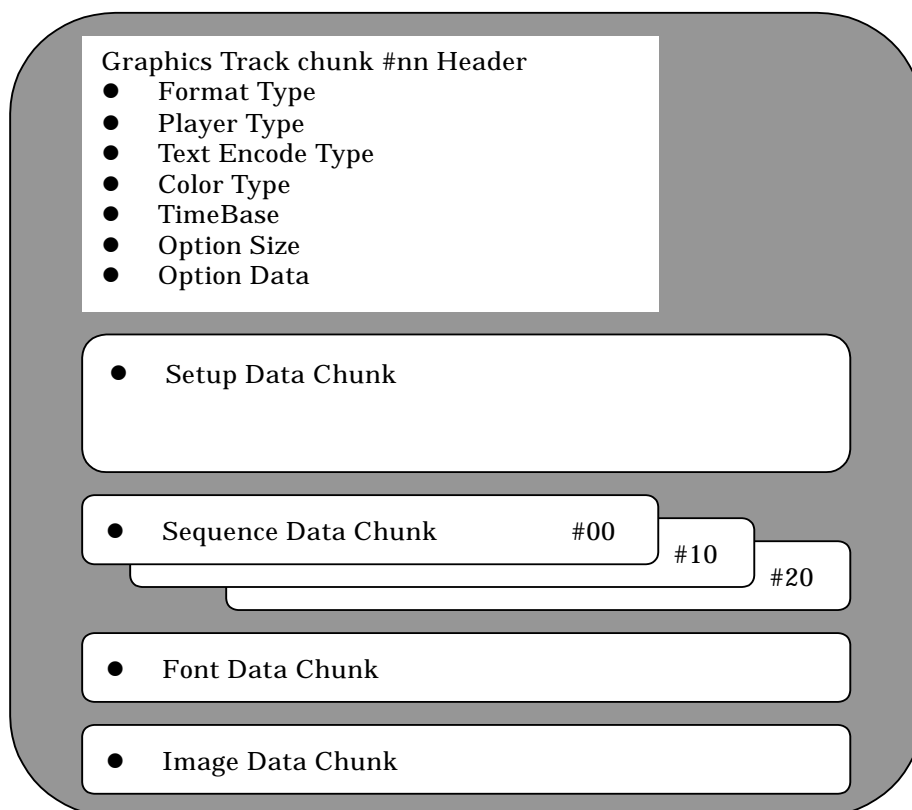 Graphics Track chunk #nn Header
● Format Type
● Player Type
● Text Encode Type
● Color Type
● TimeBase
● Option Size
● Option Data
● Setup Data Chunk
● Sequence Data Chunk #00
#10
#20
● Font Data Chunk
● Image Data Chunk